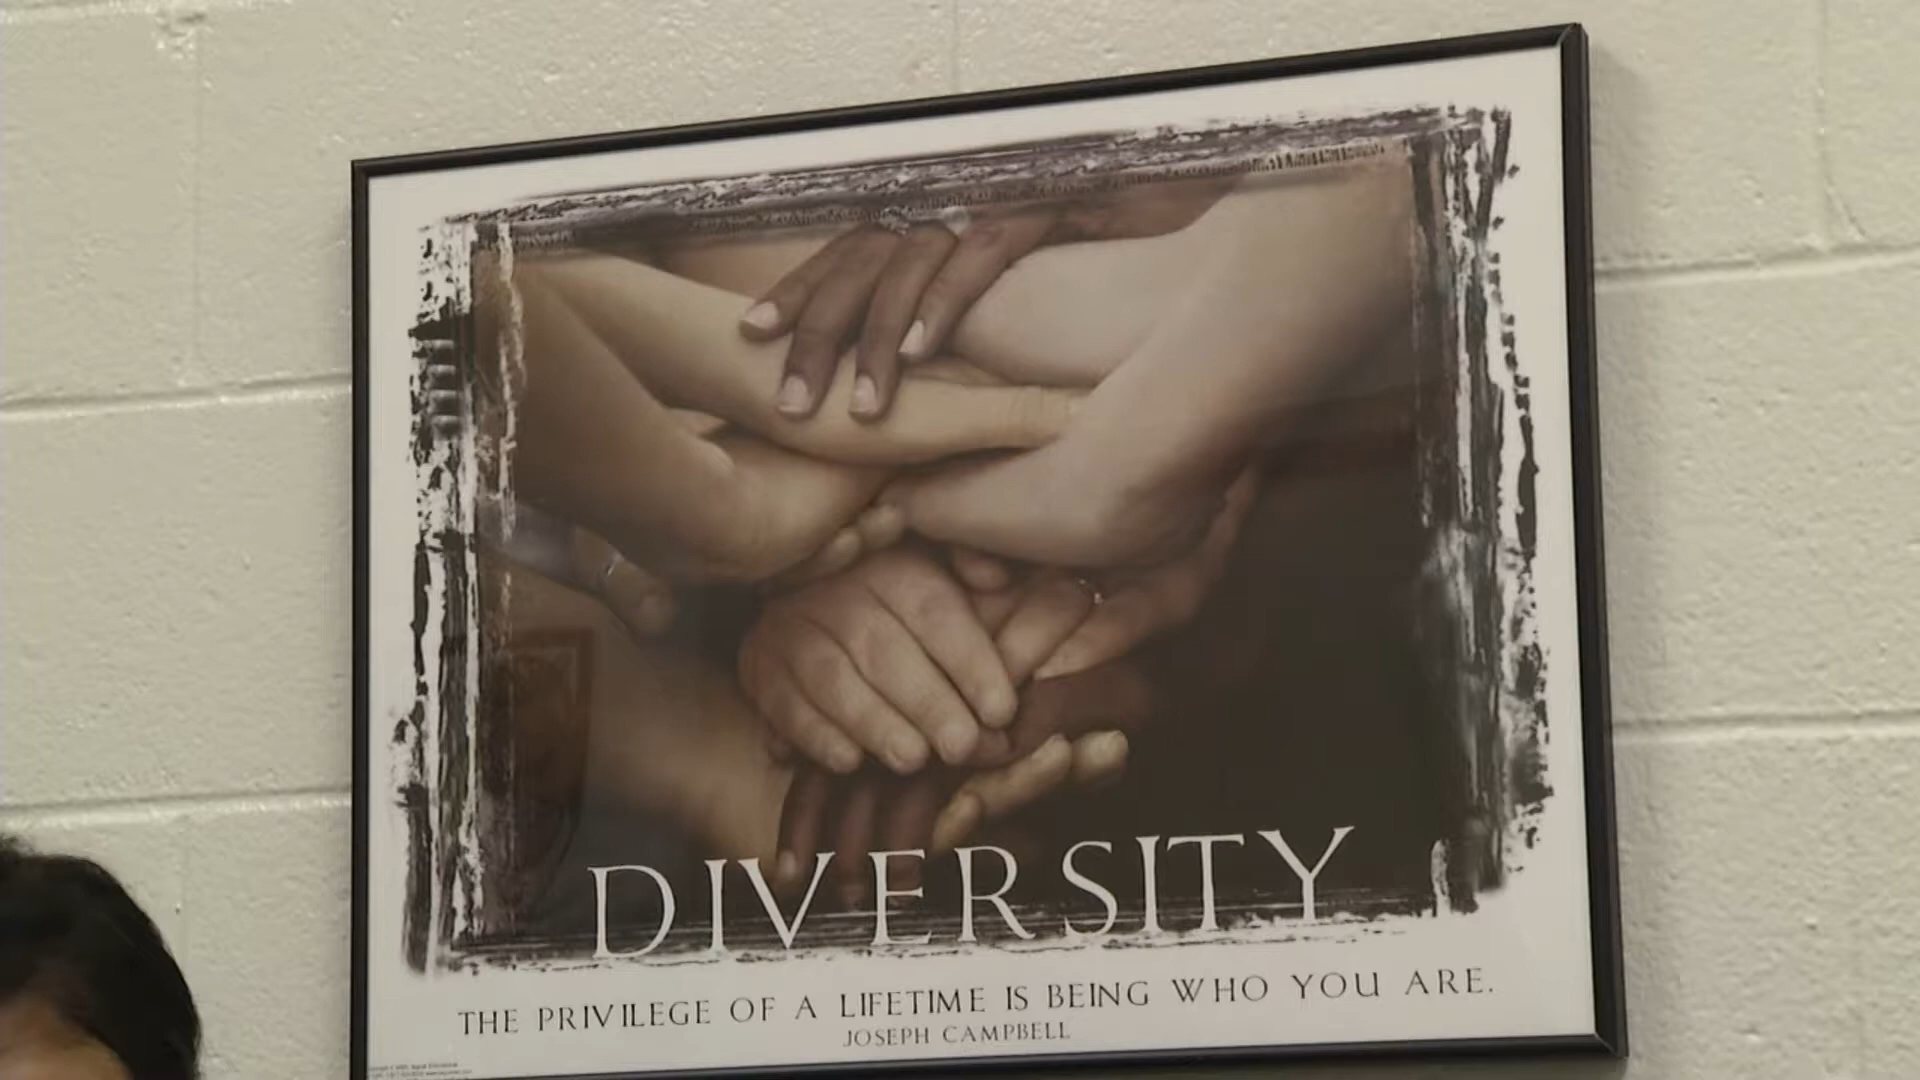 DIVERSITY
THE PRIVILEGE OF A LIFETIME IS BEING WHO YOU ARE.
JOSEPH CAMPBELL